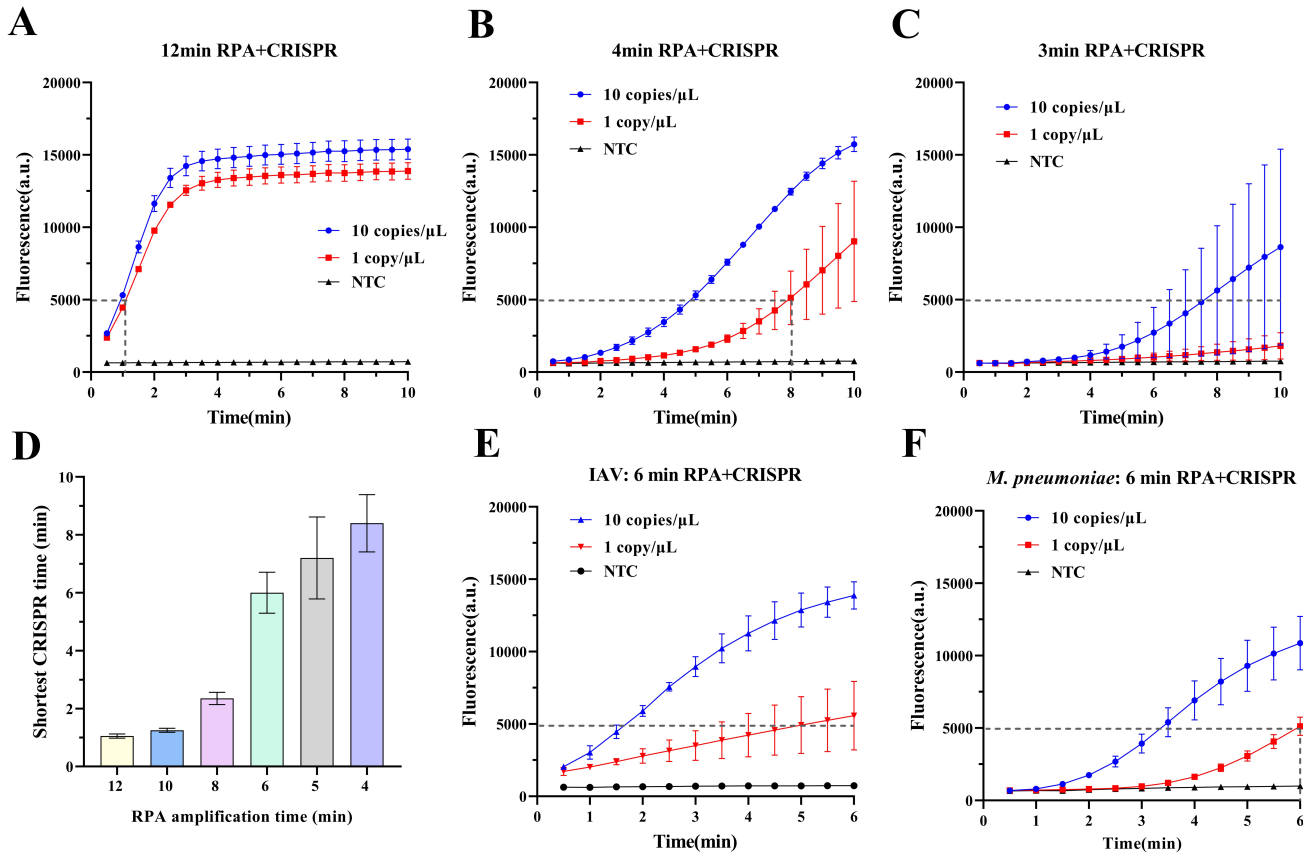 A
12min RPA+CRISPR
20000
15000
10000
5000
0
Fluorescence(a.u.)
10 copies/μL
1 copy/μL
NTC
0 2 4 6 8 10
Time(min)
B
4min RPA+CRISPR
20000
15000
10000
5000
0
Fluorescence(a.u.)
10 copies/μL
1 copy/μL
NTC
0 2 4 6 8 10
Time(min)
C
3min RPA+CRISPR
20000
15000
10000
5000
0
Fluorescence(a.u.)
10 copies/μL
1 copy/μL
NTC
0 2 4 6 8 10
Time(min)
D
10
8
6
4
2
0
Shortest CRISPR time (min)
12 10 8 6 5 4
RPA amplification time (min)
E
IAV: 6 min RPA+CRISPR
20000
15000
10000
5000
0
Fluorescence(a.u.)
10 copies/μL
1 copy/μL
NTC
0 1 2 3 4 5 6
Time(min)
F
M. pneumoniae: 6 min RPA+CRISPR
20000
15000
10000
5000
0
Fluorescence(a.u.)
10 copies/μL
1 copy/μL
NTC
0 1 2 3 4 5 6
Time(min)